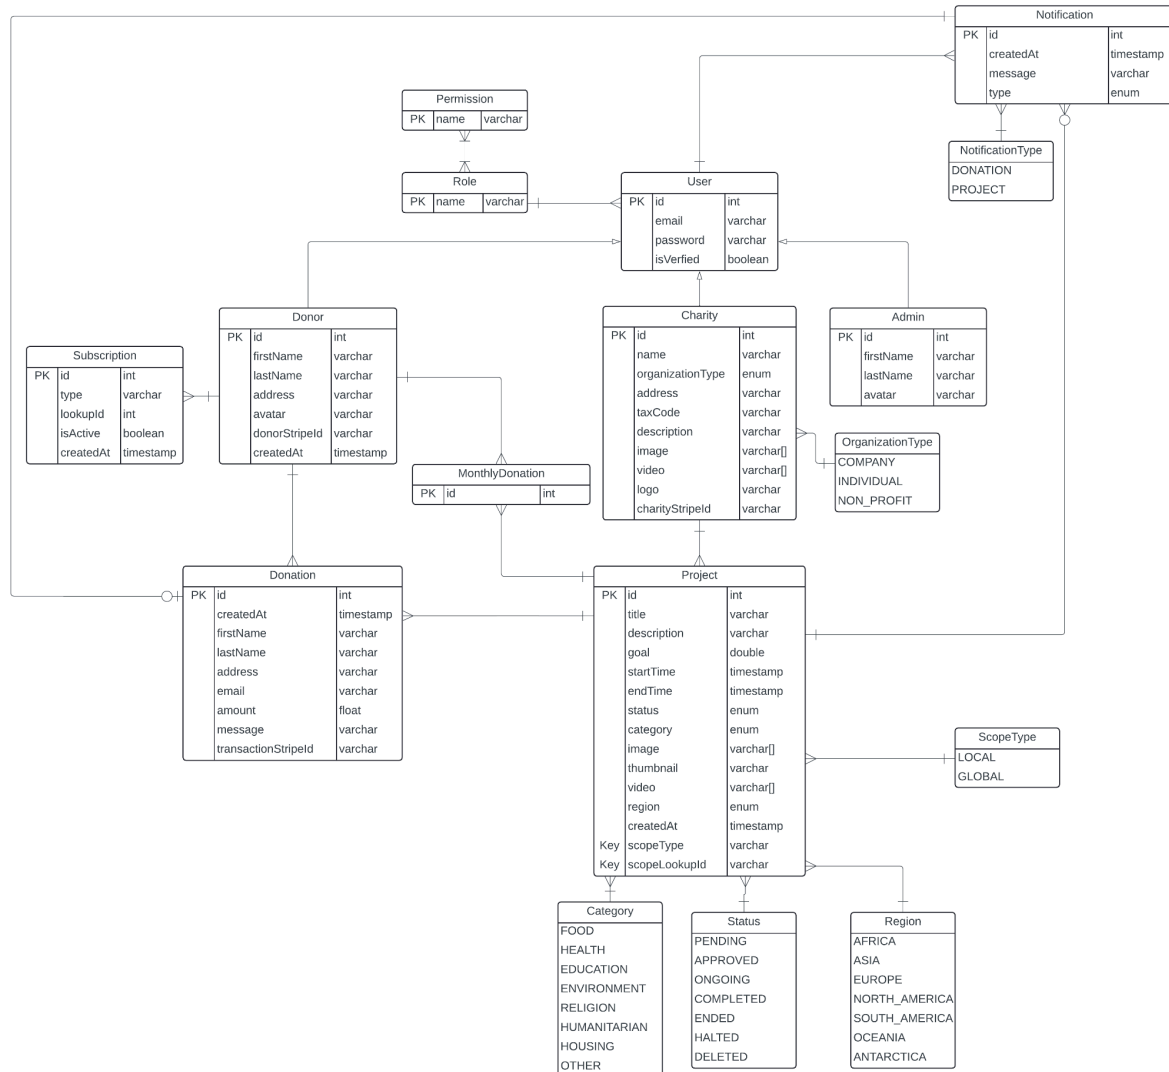 Notification
PK id int
createdAt timestamp
message varchar
type enum
Permission
PK name varchar
NotificationType
DONATION
PROJECT
Role
PK name varchar
User
PK id int
email varchar
password varchar
isVerfied boolean
Donor
PK id int
firstName varchar
lastName varchar
address varchar
avatar varchar
donorStripeId varchar
createdAt timestamp
Charity
PK id int
name varchar
organizationType enum
address varchar
taxCode varchar
description varchar
image varchar[]
video varchar[]
logo varchar
charityStripeId varchar
Admin
PK id int
firstName varchar
lastName varchar
avatar varchar
Subscription
PK id int
type varchar
lookupId int
isActive boolean
createdAt timestamp
OrganizationType
COMPANY
INDIVIDUAL
NON_PROFIT
MonthlyDonation
PK id int
Donation
PK id int
createdAt timestamp
firstName varchar
lastName varchar
address varchar
email varchar
amount float
message varchar
transactionStripeId varchar
Project
PK id int
title varchar
description varchar
goal double
startTime timestamp
endTime timestamp
status enum
category enum
image varchar[]
thumbnail varchar
video varchar[]
region enum
createdAt timestamp
Key scopeType varchar
Key scopeLookupId varchar
ScopeType
LOCAL
GLOBAL
Category
FOOD
HEALTH
EDUCATION
ENVIRONMENT
RELIGION
HUMANITARIAN
HOUSING
OTHER
Status
PENDING
APPROVED
ONGOING
COMPLETED
ENDED
HALTED
DELETED
Region
AFRICA
ASIA
EUROPE
NORTH_AMERICA
SOUTH_AMERICA
OCEANIA
ANTARCTICA